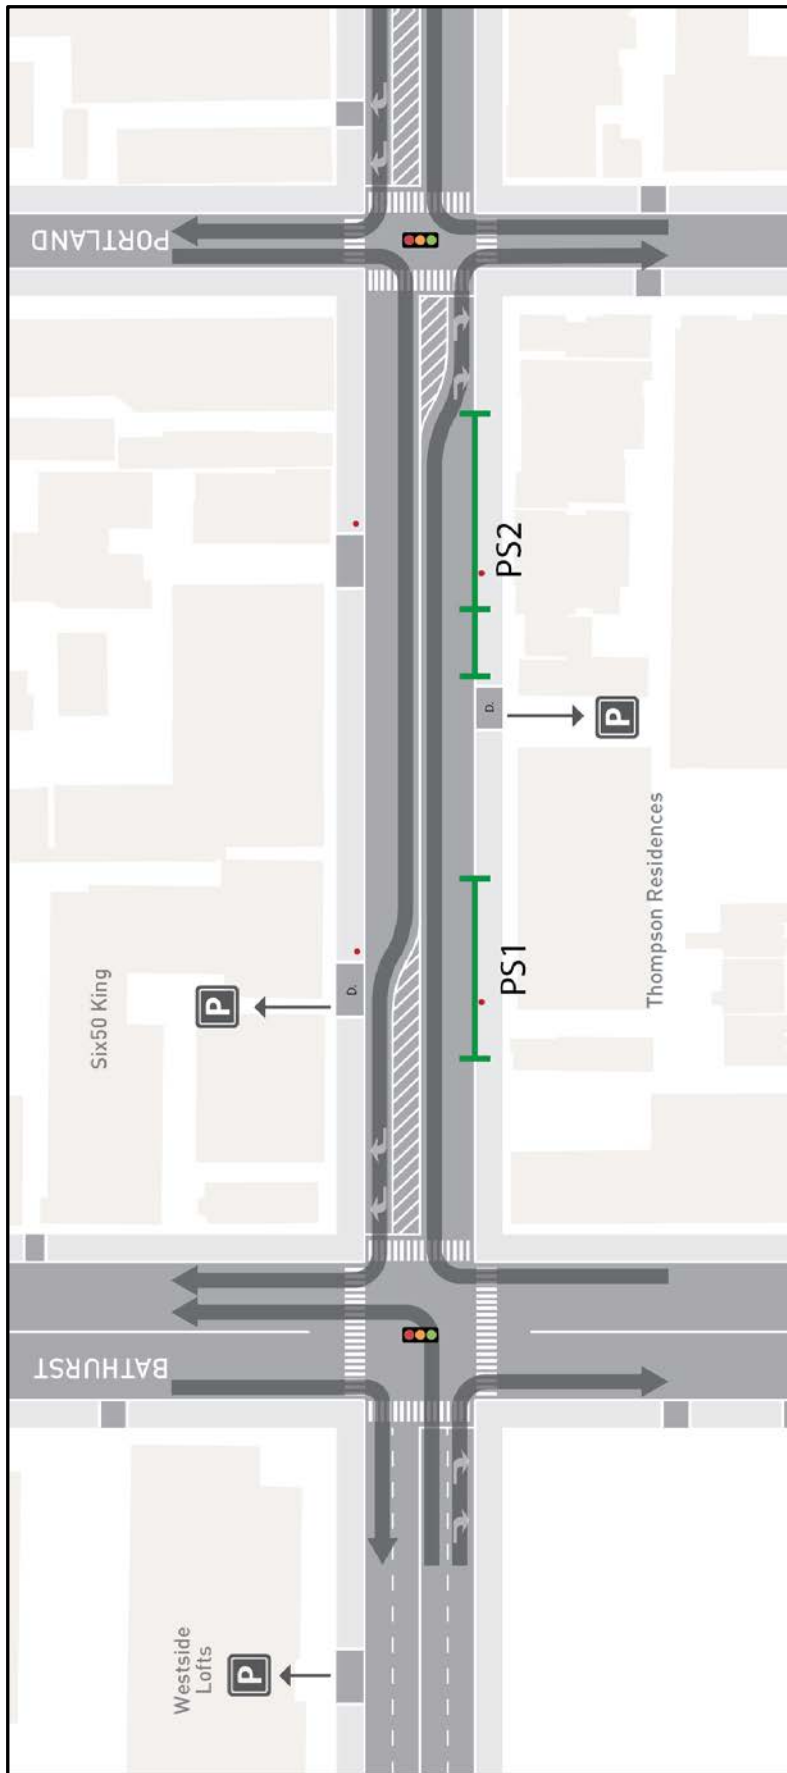 PORTLAND
PS2
D.
P
Thompson Residences
Six50 King
P
D.
PS1
BATHURST
Westside
Lofts
P